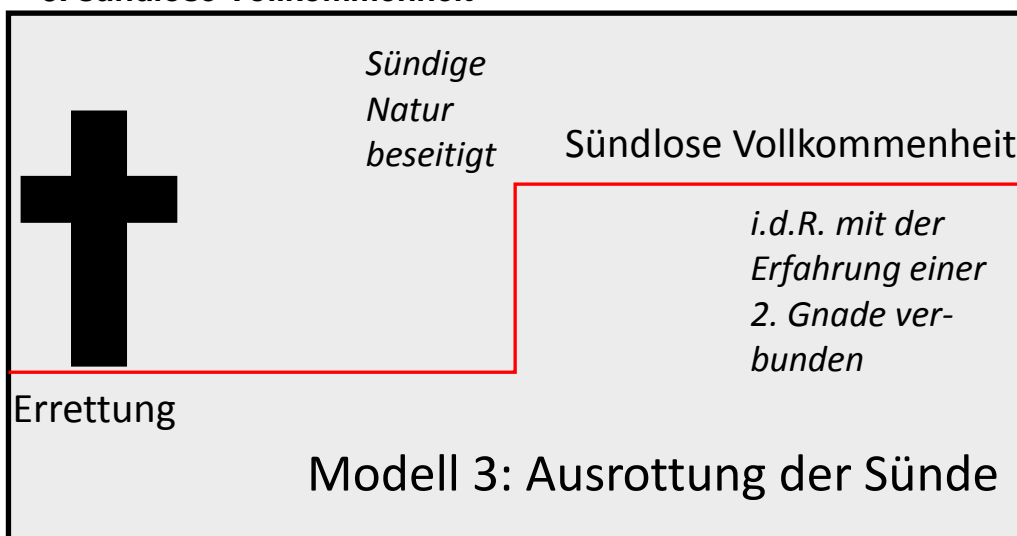 Sündige
Natur
beseitigt
Sündlose Vollkommenheit
i.d.R. mit der
Erfahrung einer
2. Gnade ver-
bunden
Errettung
Modell 3: Ausrottung der Sünde